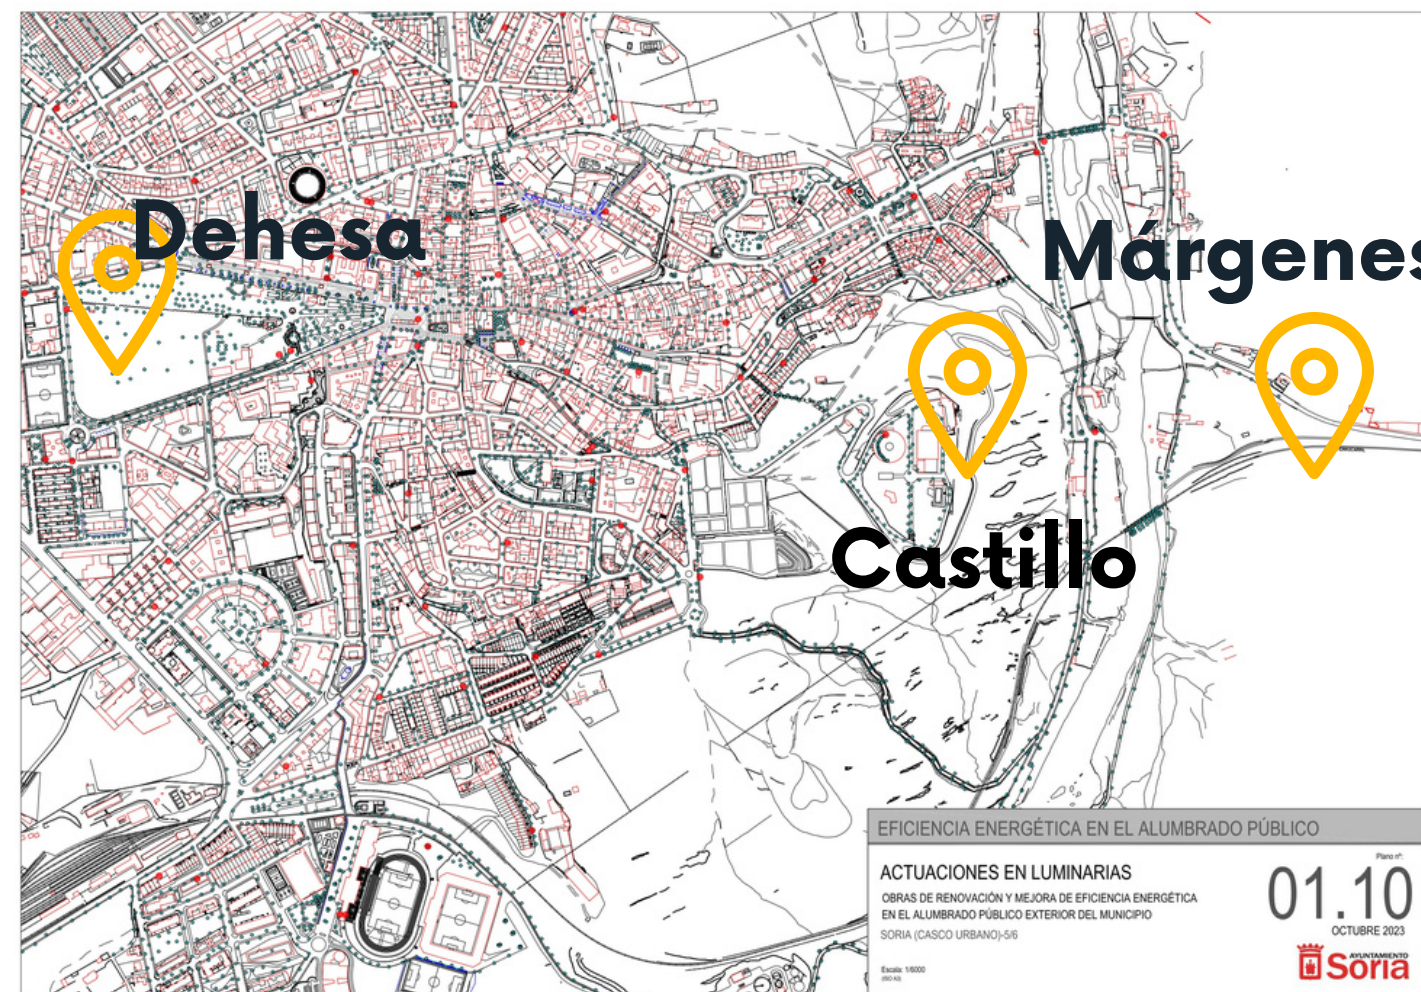 Dehesa
Márgenes
Castillo
EFICIENCIA ENERGÉTICA EN EL ALUMBRADO PÚBLICO
ACTUACIONES EN LUMINARIAS
OBRAS DE RENOVACIÓN Y MEJORA DE EFICIENCIA ENERGÉTICA
EN EL ALUMBRADO PÚBLICO EXTERIOR DEL MUNICIPIO
SORIA (CASCO URBANO)-5/6
Escala: 1/6000
(ISO A3)
Plano nº:
01.10
OCTUBRE 2023
AYUNTAMIENTO
Soria